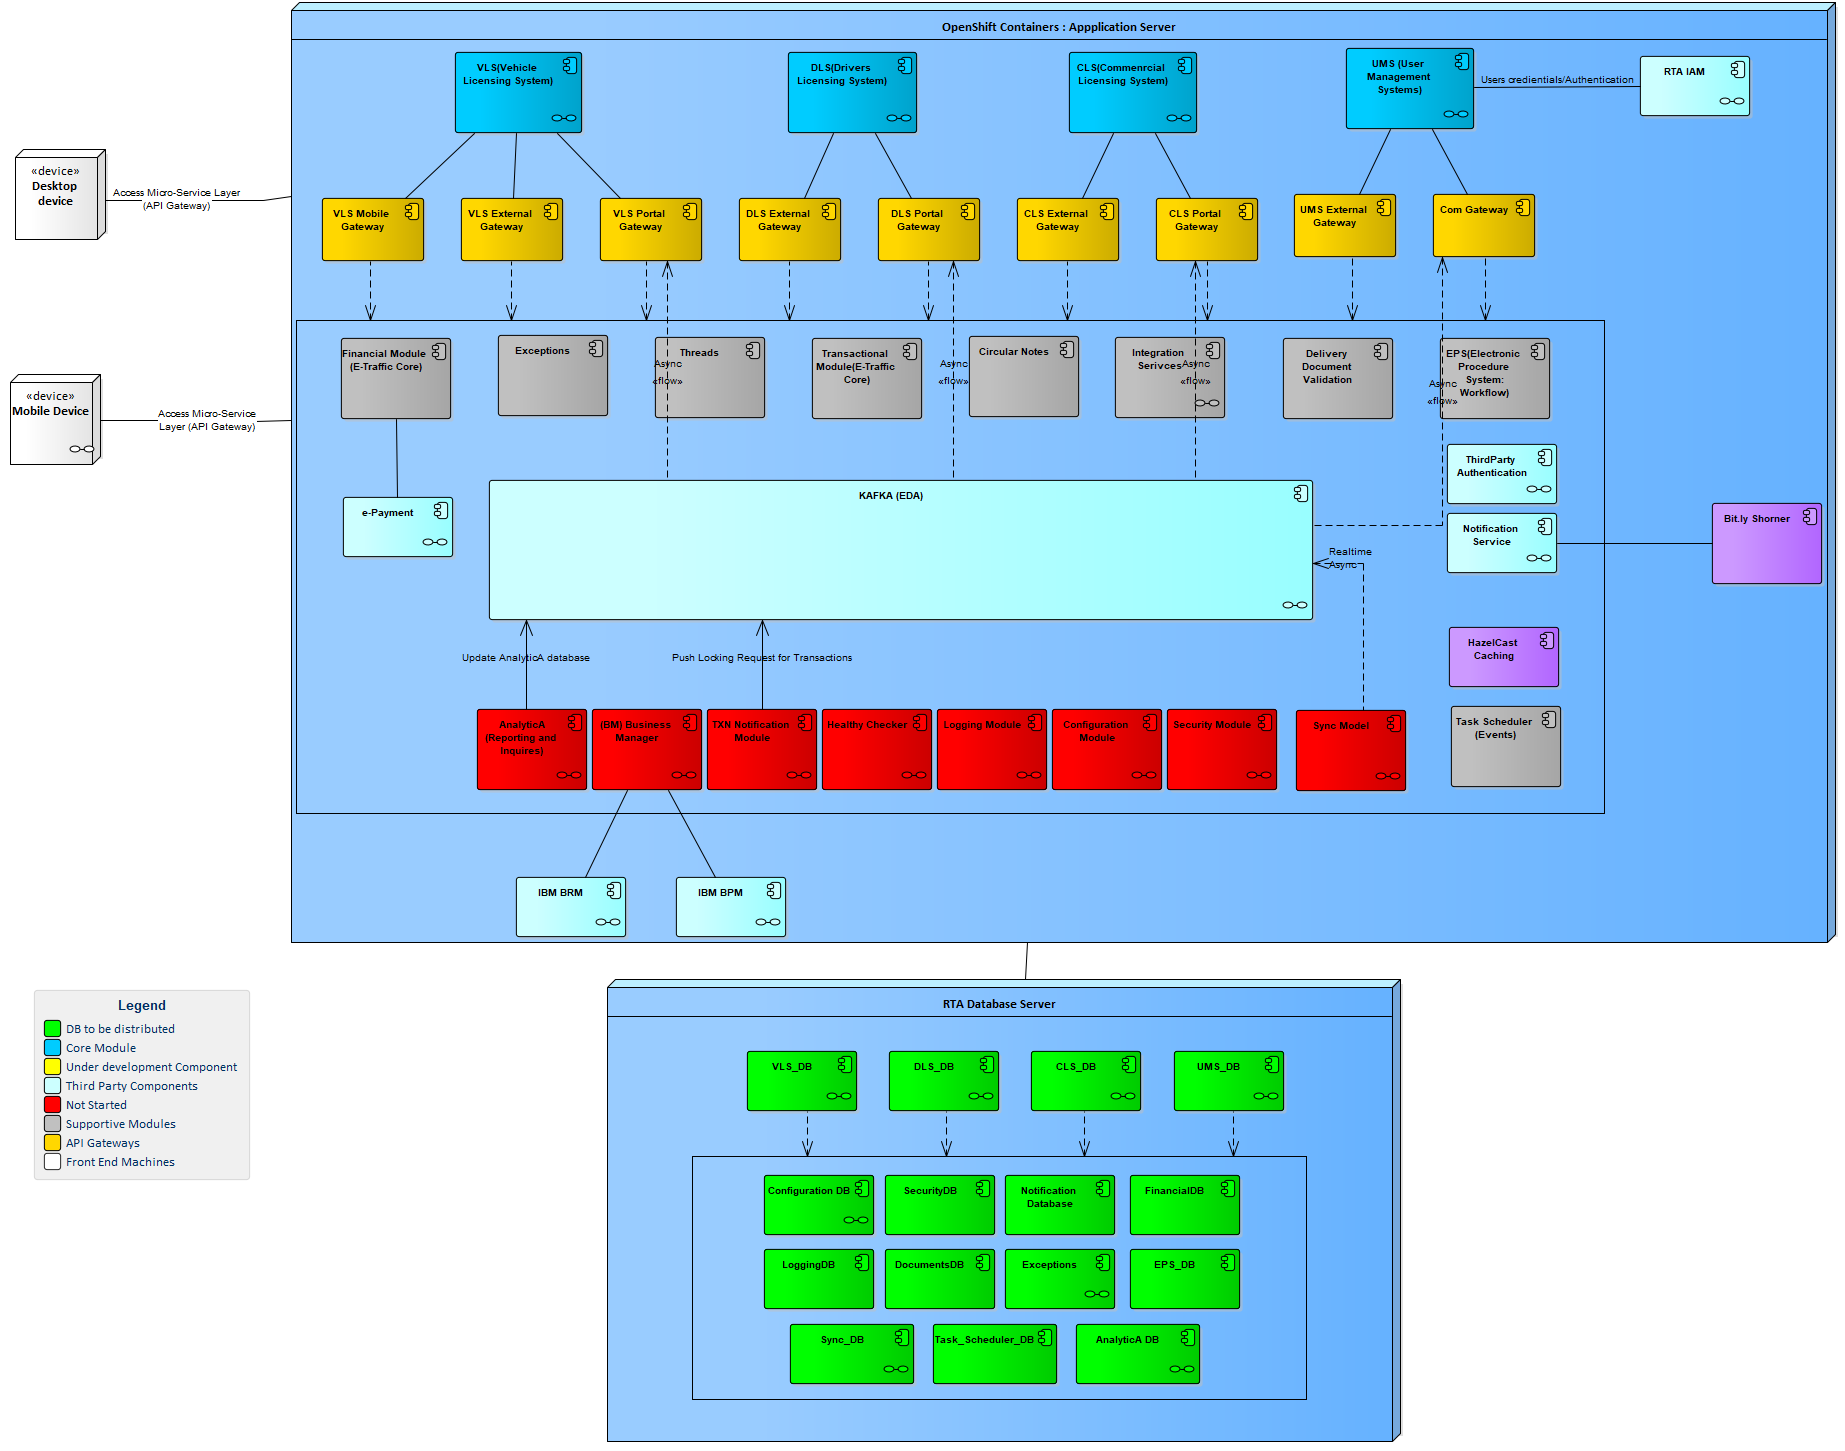 OpenShift Containers : Appplication Server
VLS(Vehicle
Licensing System)
DLS(Drivers
Licensing System)
CLS(Commenrcial
Licensing System)
UMS (User
Management
Systems)
Users credientials/Authentication
RTA IAM
«device»
Desktop
device
Access Micro-Service Layer
(API Gateway)
VLS Mobile
Gateway
VLS External
Gateway
VLS Portal
Gateway
DLS External
Gateway
DLS Portal
Gateway
CLS External
Gateway
CLS Portal
Gateway
UMS External
Gateway
Com Gateway
Financial Module
(E-Traffic Core)
Exceptions
Threads
Async
«flow»
Transactional
Module(E-Traffic
Core)
Async
«flow»
Circular Notes
Integration
Serivces
Async
«flow»
Delivery
Document
Validation
EPS(Electronic
Procedure
System:
Workflow)
Async
«flow»
«device»
Mobile Device
Access Micro-Service
Layer (API Gateway)
ThirdParty
Authentication
e-Payment
KAFKA (EDA)
Notification
Service
Bit.ly Shorner
Realtime
Async
Update AnalyticA database
Push Locking Request for Transactions
HazelCast
Caching
AnalyticA
(Reporting and
Inquires)
(BM) Business
Manager
TXN Notification
Module
Healthy Checker
Logging Module
Configuration
Module
Security Module
Sync Model
Task Scheduler
(Events)
IBM BRM
IBM BPM
Legend
DB to be distributed
Core Module
Under development Component
Third Party Components
Not Started
Supportive Modules
API Gateways
Front End Machines
RTA Database Server
VLS_DB
DLS_DB
CLS_DB
UMS_DB
Configuration DB
SecurityDB
Notification
Database
FinancialDB
LoggingDB
DocumentsDB
Exceptions
EPS_DB
Sync_DB
Task_Scheduler_DB
AnalyticA DB